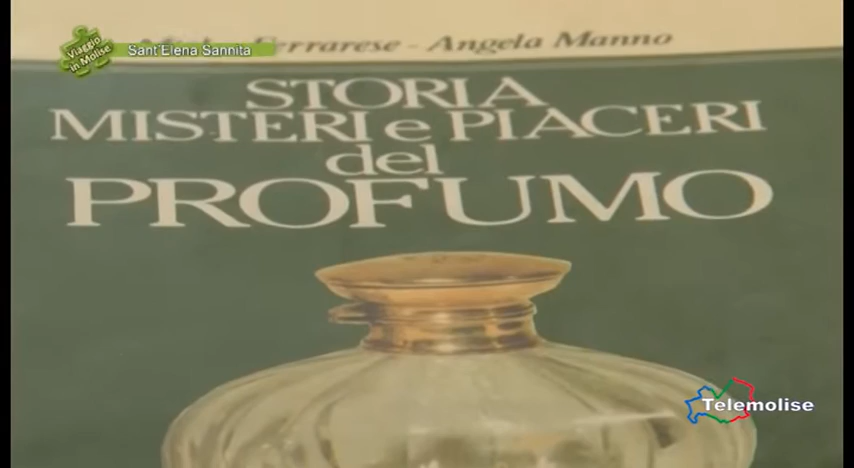 Viaggio
in Molise
Sant'Elena Sannita
Ferrarese - Angela Manno
STORIA
MISTERI e PIACERI
del
PROFUMO
Telemolise